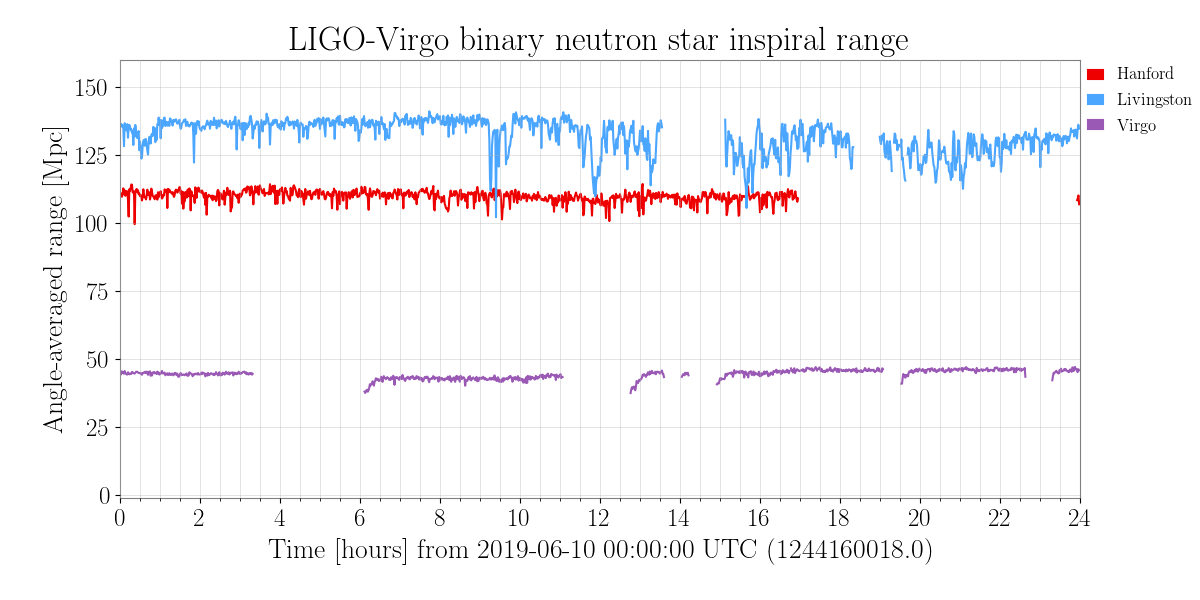 LIGO-Virgo binary neutron star inspiral range
Hanford
Livingston
Virgo
Angle-averaged range [Mpc]
150
125
100
75
50
25
0
0 2 4 6 8 10 12 14 16 18 20 22 24
Time [hours] from 2019-06-10 00:00:00 UTC (1244160018.0)